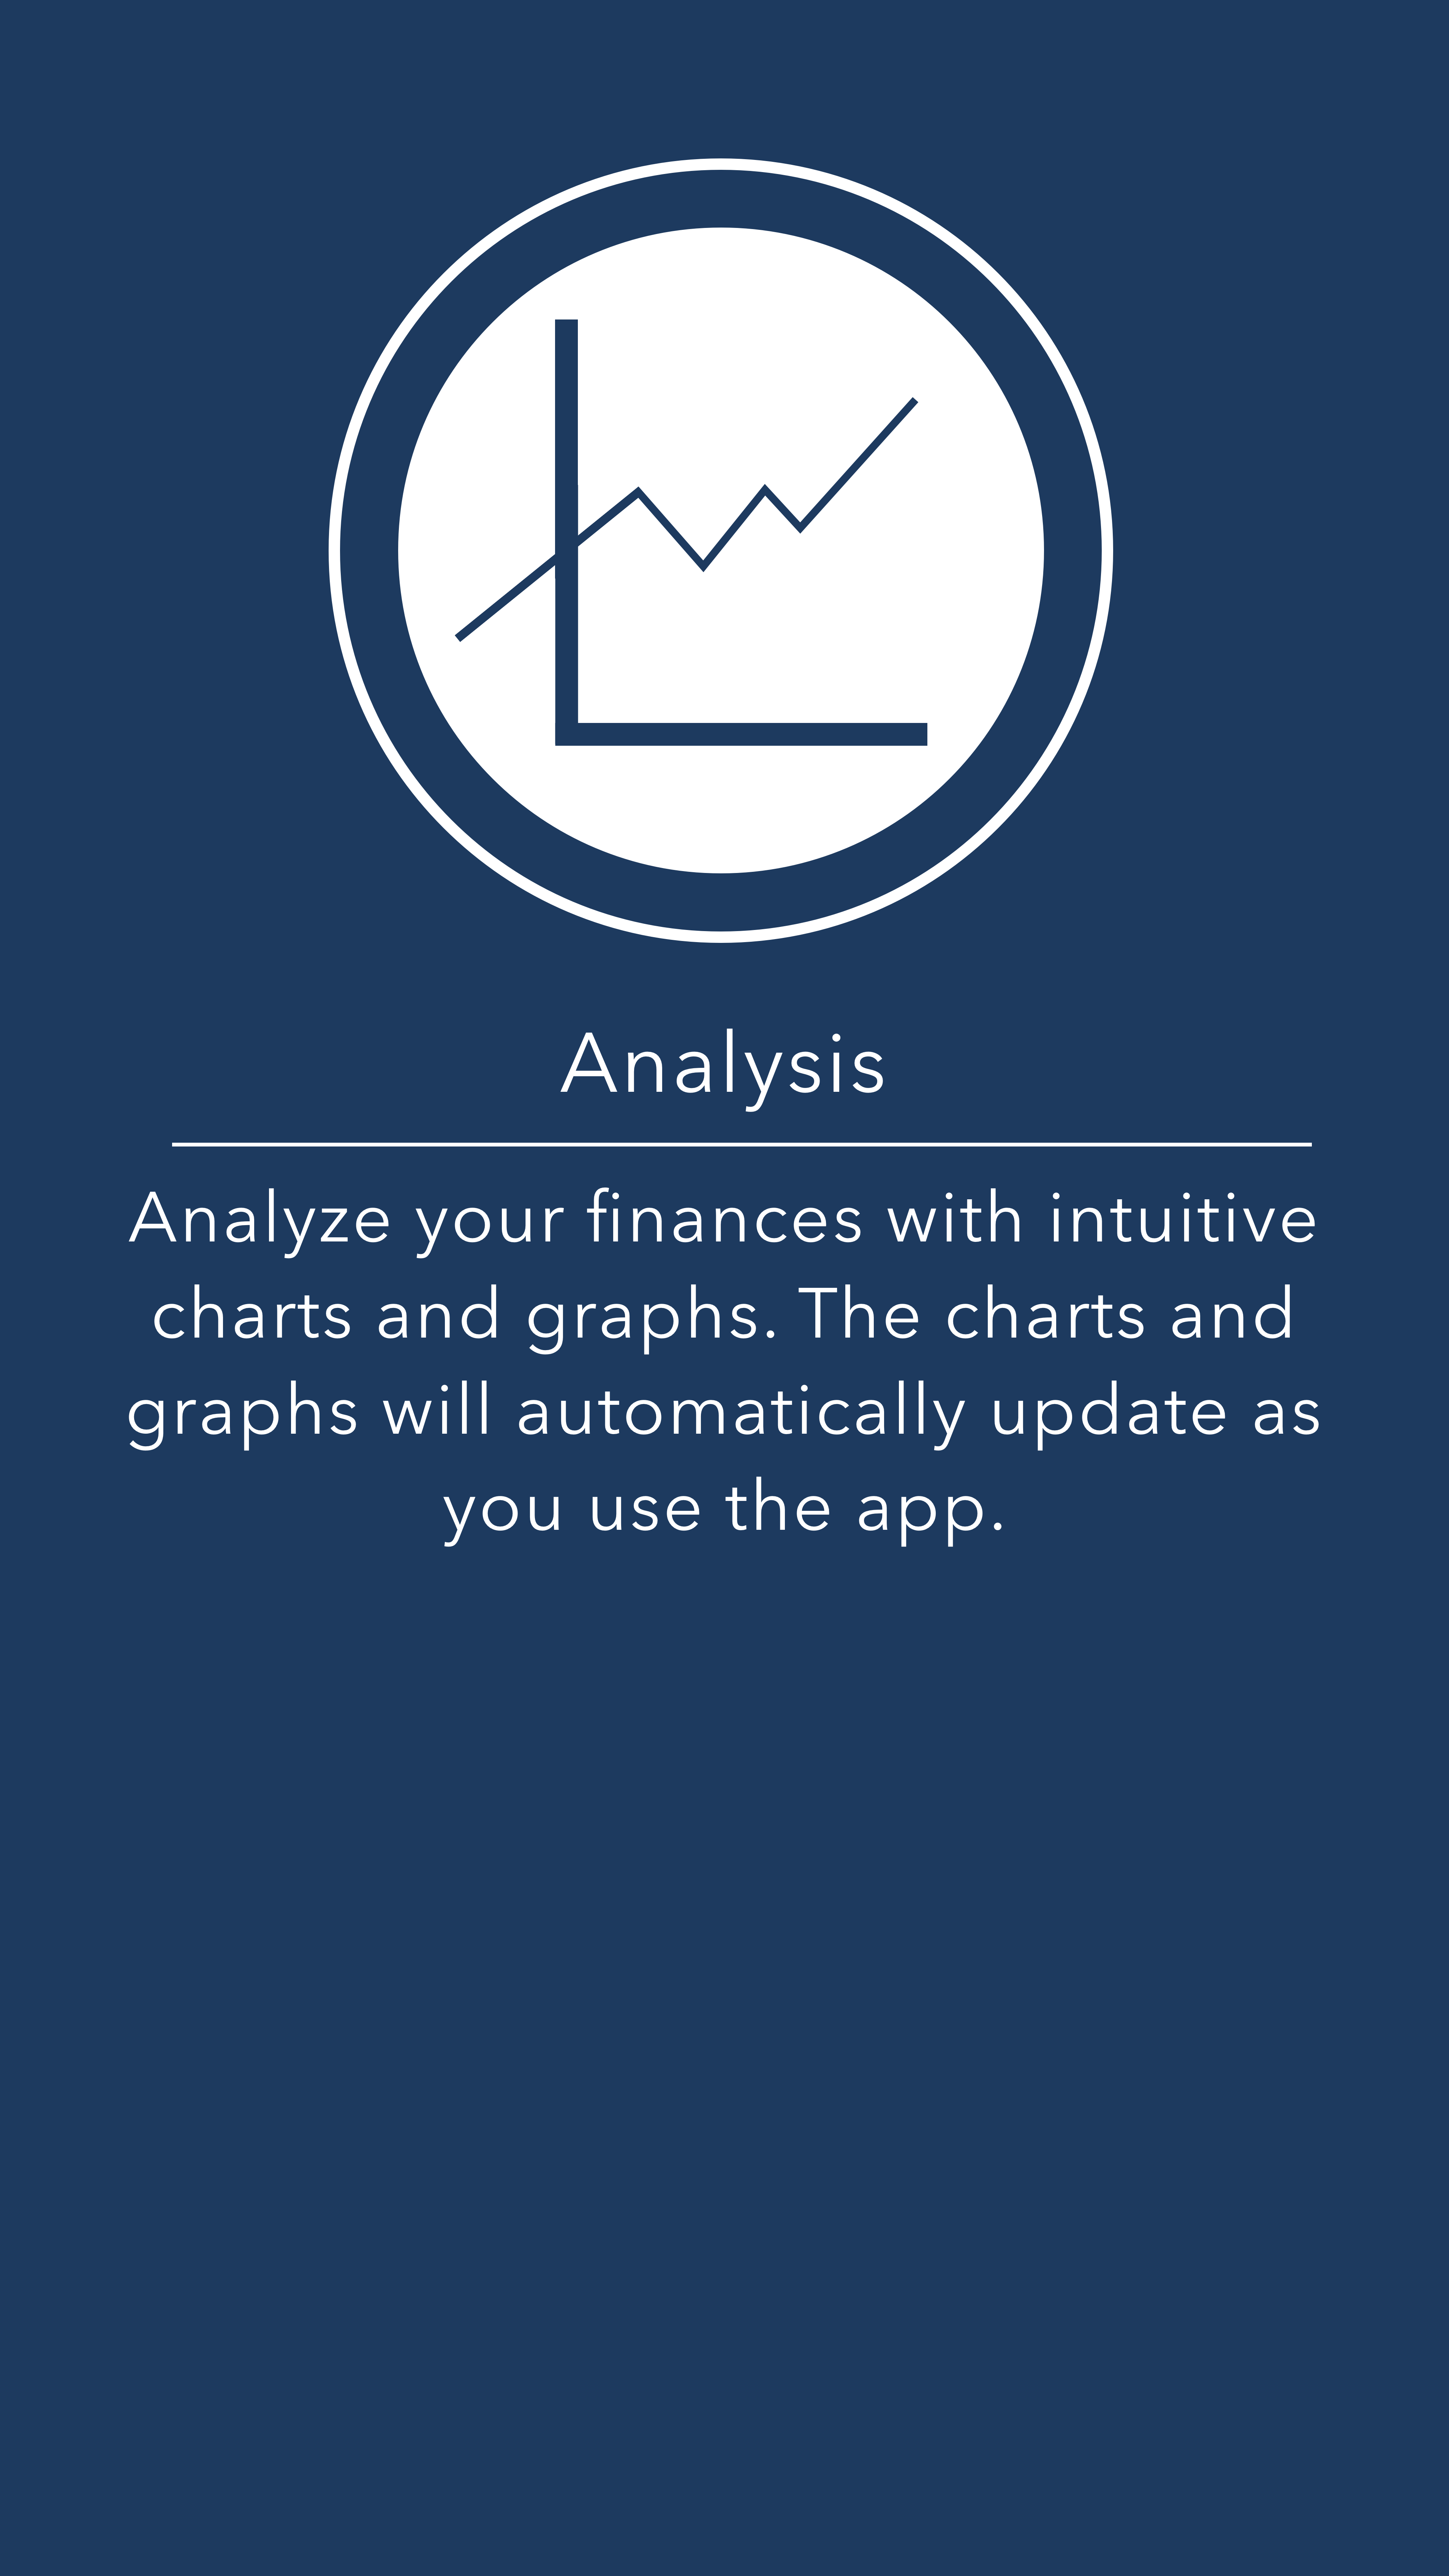 Analysis
Analyze your finances with intuitive
charts and graphs. The charts and
graphs will automatically update as
you use the app.